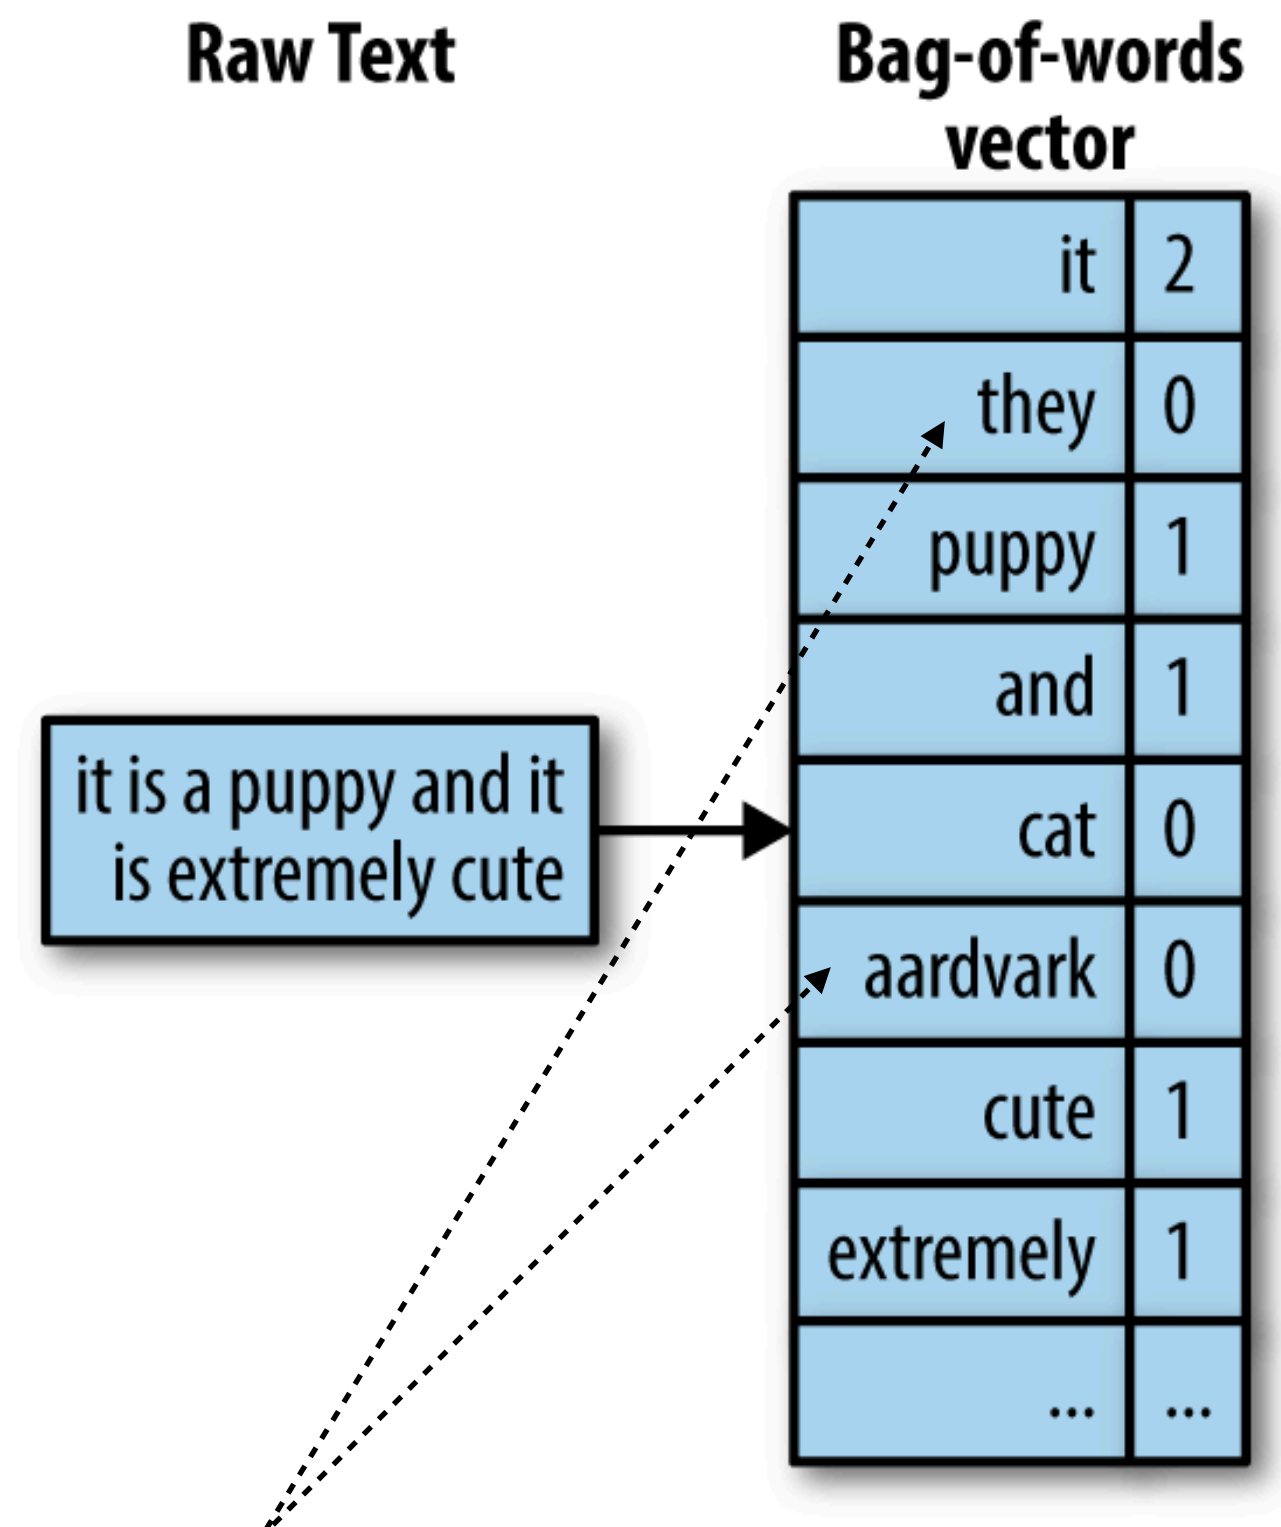 Raw Text
Bag-of-words
vector
it is a puppy and it
is extremely cute
it 2
they 0
puppy 1
and 1
cat 0
aardvark 0
cute 1
extremely 1
... ...